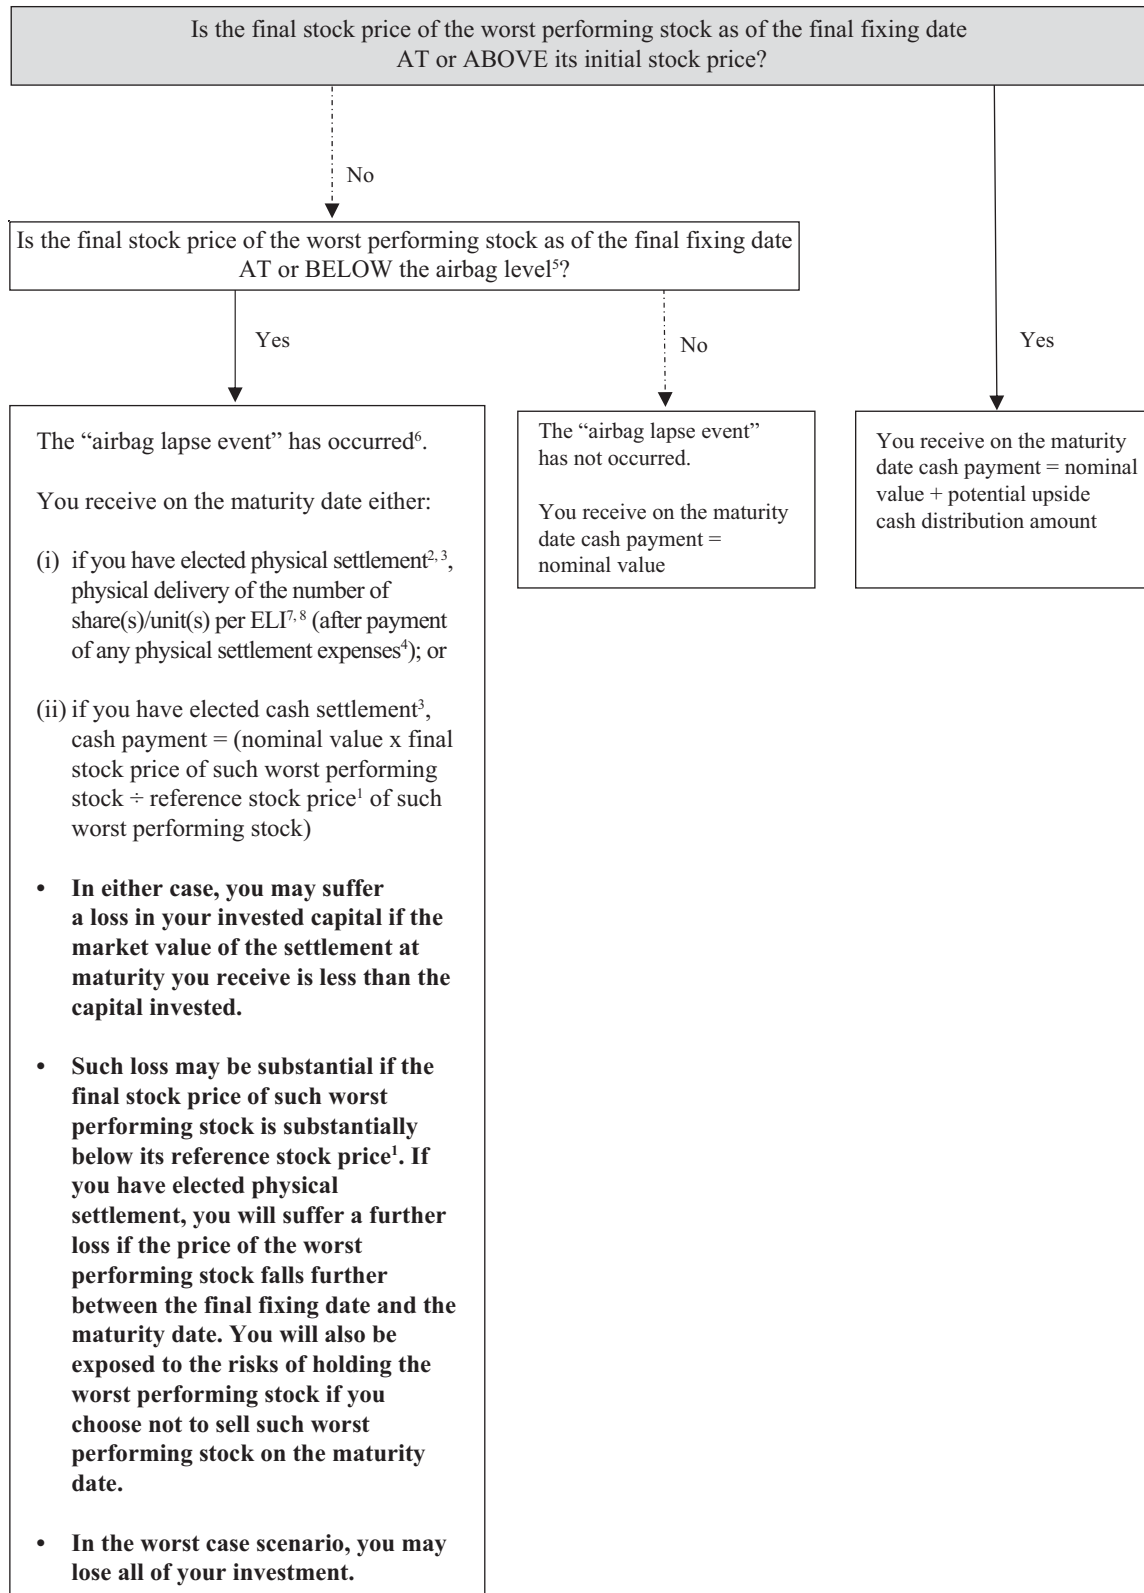 Is the final stock price of the worst performing stock as of the final fixing date
AT or ABOVE its initial stock price?
No
Is the final stock price of the worst performing stock as of the final fixing date
AT or BELOW the airbag level⁵?
Yes
No
Yes
The “airbag lapse event” has occurred⁶.
You receive on the maturity date either:
(i) if you have elected physical settlement²,³,
physical delivery of the number of
share(s)/unit(s) per ELI⁷,⁸ (after payment
of any physical settlement expenses⁴); or
(ii) if you have elected cash settlement³,
cash payment = (nominal value x final
stock price of such worst performing
stock ÷ reference stock price¹ of such
worst performing stock)
• In either case, you may suffer
a loss in your invested capital if the
market value of the settlement at
maturity you receive is less than the
capital invested.
• Such loss may be substantial if the
final stock price of such worst
performing stock is substantially
below its reference stock price¹. If
you have elected physical
settlement, you will suffer a further
loss if the price of the worst
performing stock falls further
between the final fixing date and the
maturity date. You will also be
exposed to the risks of holding the
worst performing stock if you
choose not to sell such worst
performing stock on the maturity
date.
• In the worst case scenario, you may
lose all of your investment.
The “airbag lapse event”
has not occurred.
You receive on the maturity
date cash payment =
nominal value
You receive on the maturity
date cash payment = nominal
value + potential upside
cash distribution amount